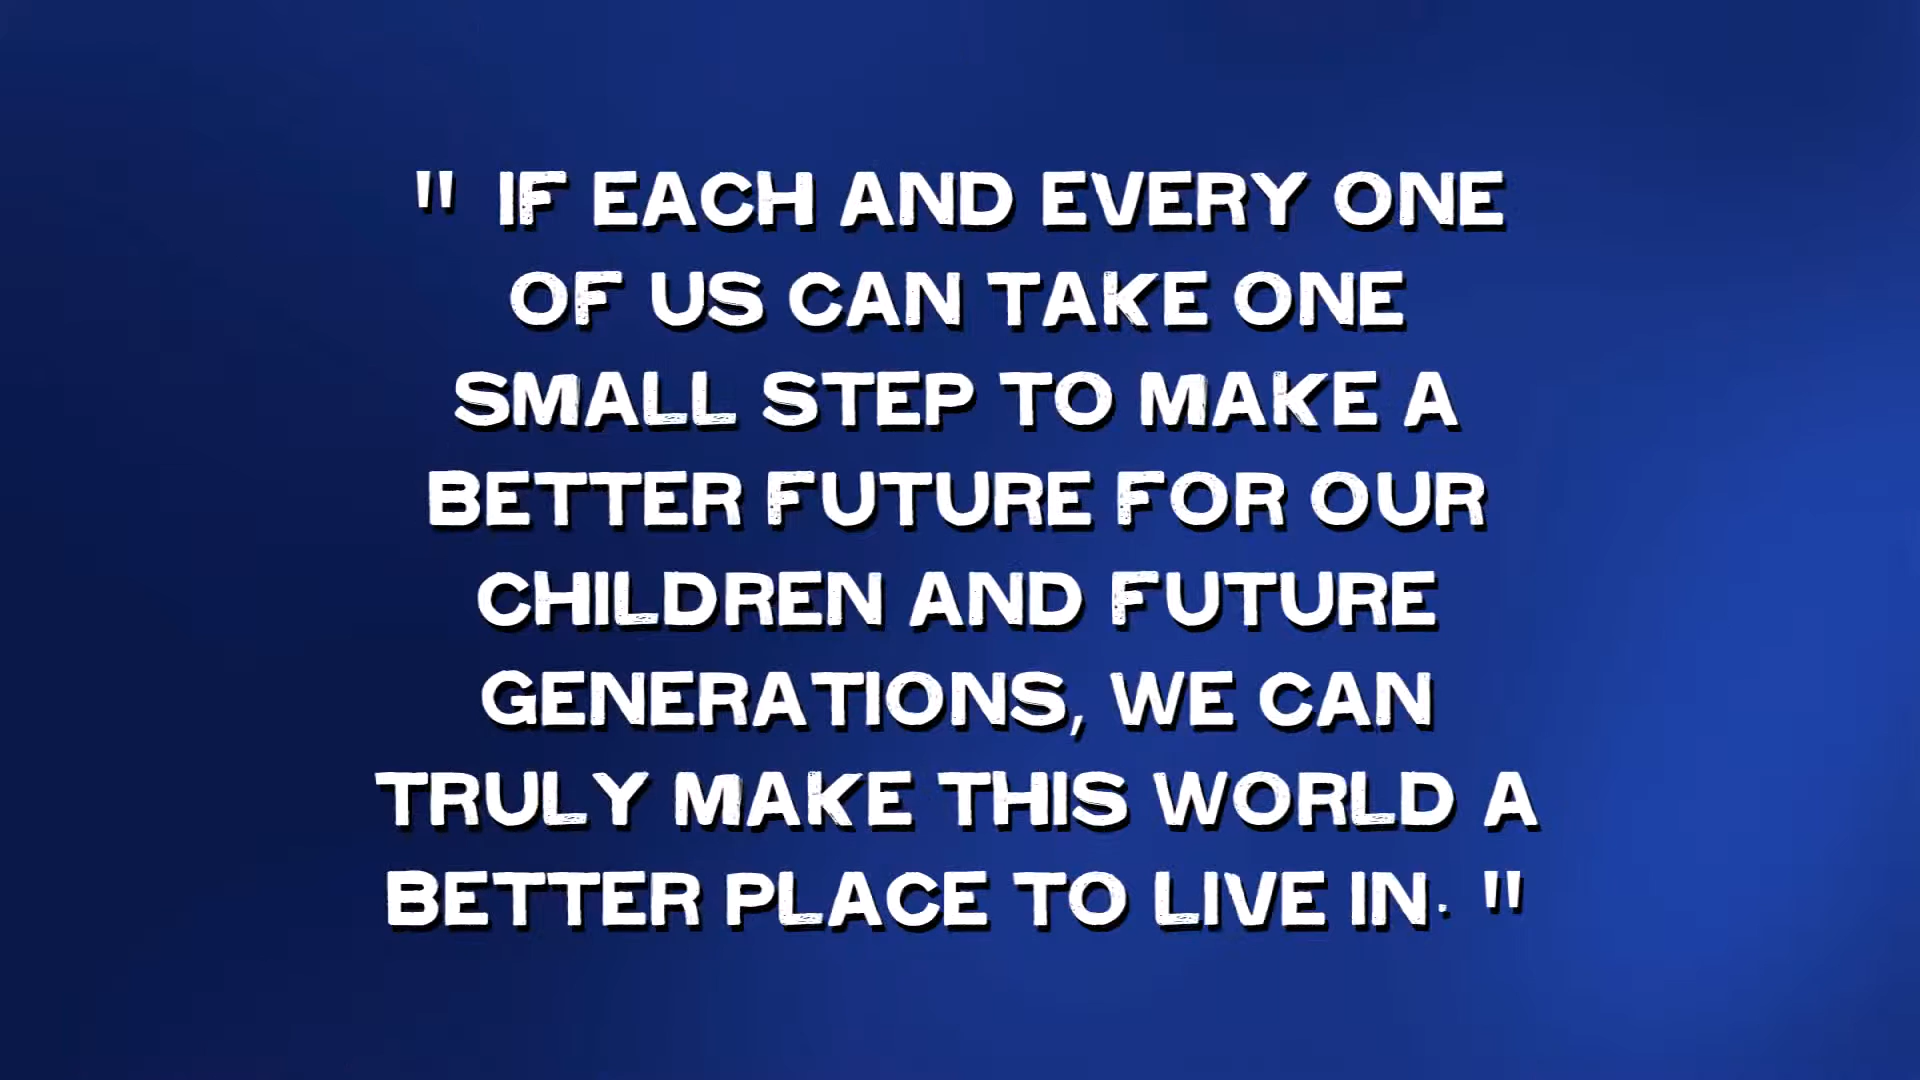 " IF EACH AND EVERY ONE
OF US CAN TAKE ONE
SMALL STEP TO MAKE A
BETTER FUTURE FOR OUR
CHILDREN AND FUTURE
GENERATIONS, WE CAN
TRULY MAKE THIS WORLD A
BETTER PLACE TO LIVE IN. "